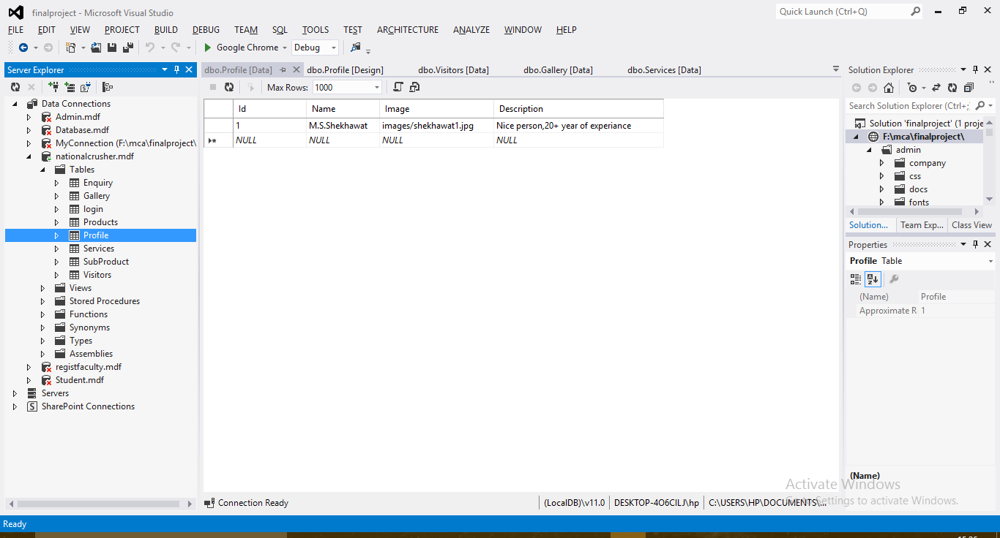 finalproject - Microsoft Visual Studio
Quick Launch (Ctrl+Q)
FILE EDIT VIEW PROJECT BUILD DEBUG TEAM SQL TOOLS TEST ARCHITECTURE ANALYZE WINDOW HELP
Google Chrome Debug
Server Explorer
Data Connections
Admin.mdf
Database.mdf
MyConnection (F:\mca\finalproject\
nationalcrusher.mdf
Tables
Enquiry
Gallery
login
Products
Profile
Services
SubProduct
Visitors
Views
Stored Procedures
Functions
Synonyms
Types
Assemblies
registfaculty.mdf
Student.mdf
Servers
SharePoint Connections
dbo.Profile [Data] dbo.Profile [Design] dbo.Visitors [Data] dbo.Gallery [Data] dbo.Services [Data]
Max Rows: 1000
Id Name Image Description
1 M.S.Shekhawat images/shekhawat1.jpg Nice person,20+ year of experiance
NULL NULL NULL NULL
Connection Ready
(LocalDB)\v11.0 DESKTOP-4O6CILJ\hp C:\USERS\HP\DOCUMENTS\...
Solution Explorer
Search Solution Explorer (Ctrl+;
Solution 'finalproject' (1 proje
F:\mca\finalproject\
admin
company
css
docs
fonts
Solution... Team Exp... Class View
Properties
Profile Table
(Name) Profile
Approximate R 1
(Name)
Activate Windows
Settings to activate Windows.
Ready